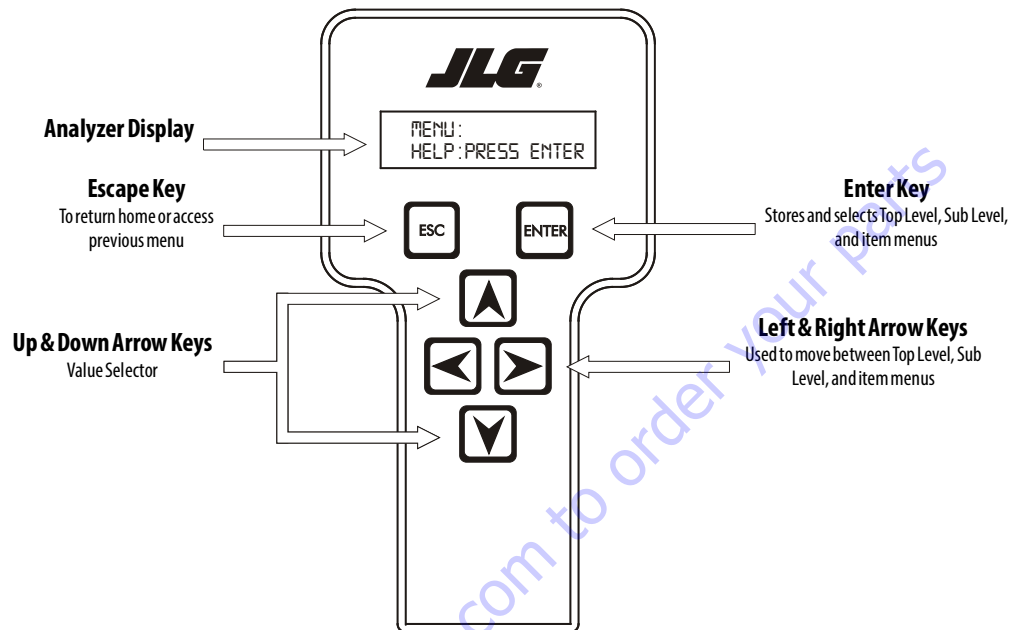 JLG®
Analyzer Display
MENU:
HELP:PRESS ENTER
Escape Key
To return home or access
previous menu
ESC
ENTER
Enter Key
Stores and selects Top Level, Sub Level,
and item menus
Up & Down Arrow Keys
Value Selector
Left & Right Arrow Keys
Used to move between Top Level, Sub
Level, and item menus
com to order your parts